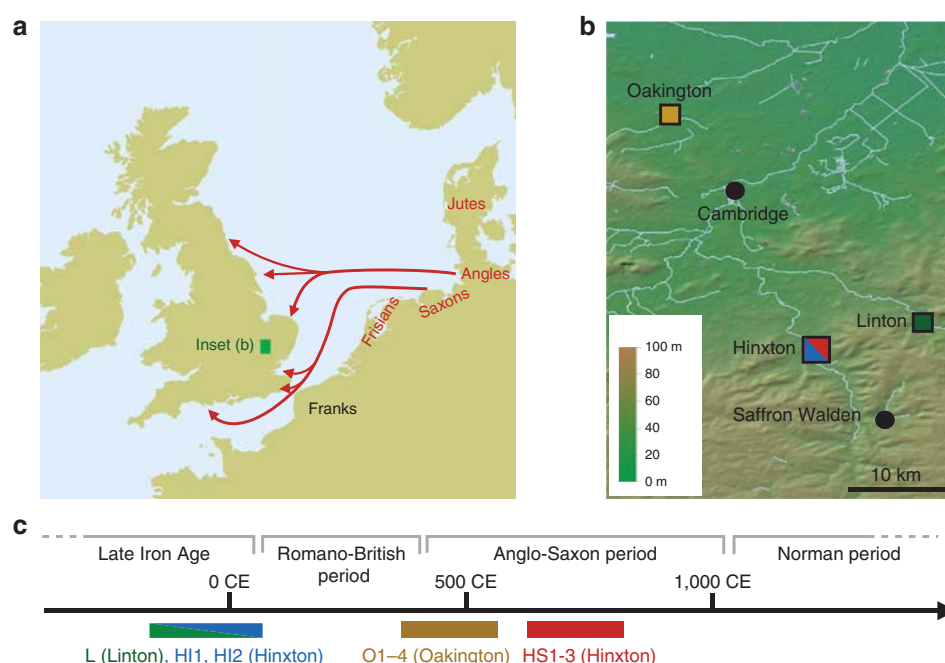 a
Jutes
Angles
Saxons
Frisians
Inset (b)
Franks
b
Oakington
Cambridge
Linton
Hinxton
Saffron Walden
100 m
80
60
40
20
0 m
10 km
c
Late Iron Age
Romano-British
period
Anglo-Saxon period
Norman period
0 CE
500 CE
1,000 CE
L (Linton), HI1, HI2 (Hinxton)
O1–4 (Oakington)
HS1-3 (Hinxton)